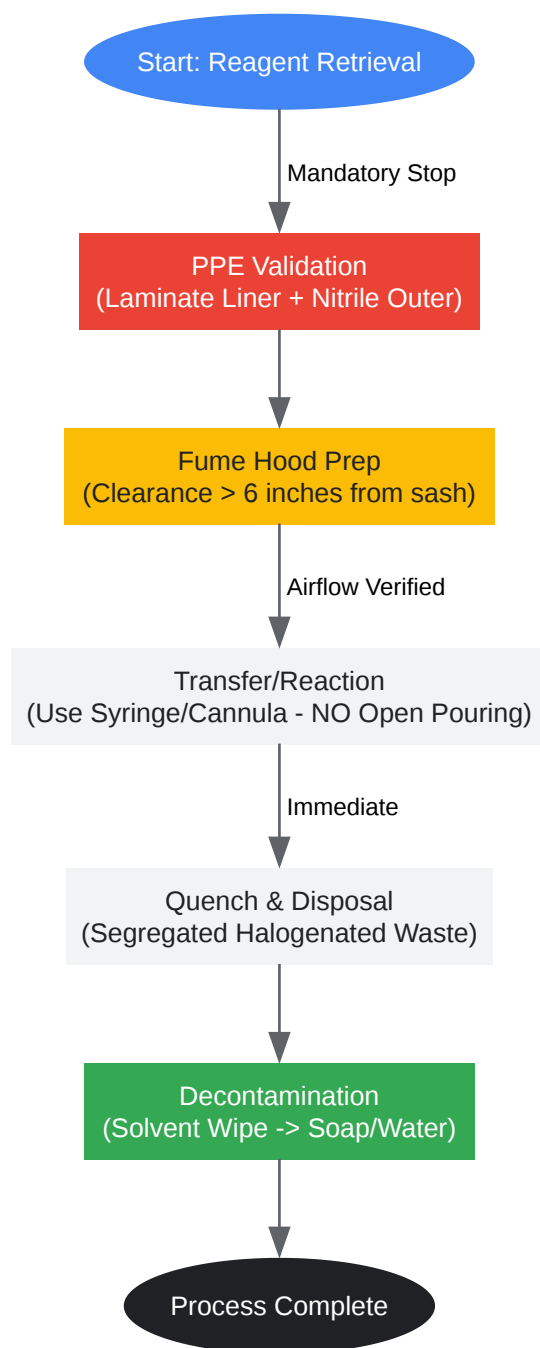 Start: Reagent Retrieval
Mandatory Stop
PPE Validation
(Laminate Liner + Nitrile Outer)
Fume Hood Prep
(Clearance > 6 inches from sash)
Airflow Verified
Transfer/Reaction
(Use Syringe/Cannula - NO Open Pouring)
Immediate
Quench & Disposal
(Segregated Halogenated Waste)
Decontamination
(Solvent Wipe -> Soap/Water)
Process Complete